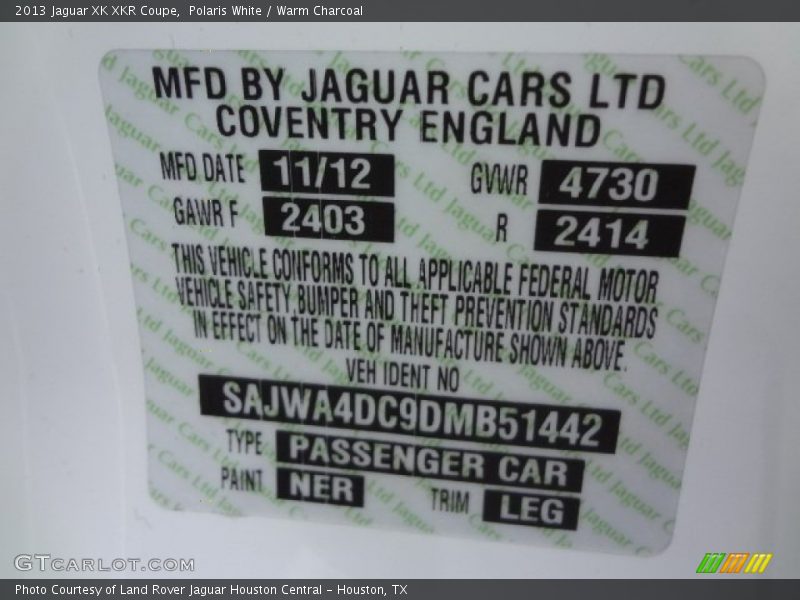 2013 Jaguar XK XKR Coupe, Polaris White / Warm Charcoal
MFD BY JAGUAR CARS LTD
COVENTRY ENGLAND
MFD DATE 11/12 GVWR 4730
GAWR F 2403 R 2414
THIS VEHICLE CONFORMS TO ALL APPLICABLE FEDERAL MOTOR
VEHICLE SAFETY BUMPER AND THEFT PREVENTION STANDARDS
IN EFFECT ON THE DATE OF MANUFACTURE SHOWN ABOVE.
VEH IDENT NO
SAJWA4DC9DMB51442
TYPE PASSENGER CAR
PAINT NER TRIM LEG
GTCarLot.com
Photo Courtesy of Land Rover Jaguar Houston Central - Houston, TX